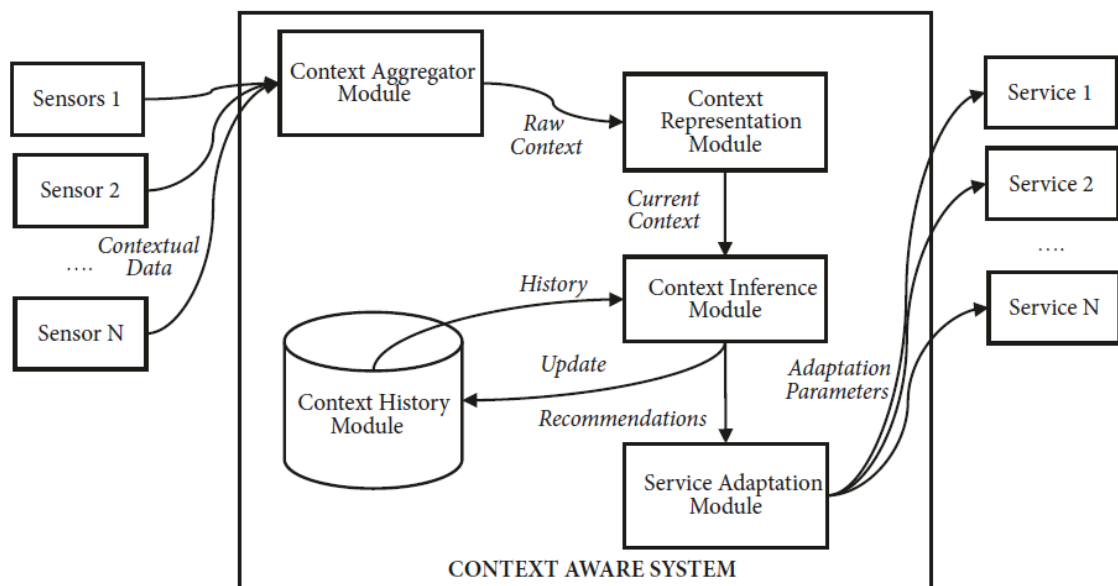 Sensors 1
Sensor 2
....
Contextual
Data
Sensor N
Context Aggregator
Module
Raw
Context
Context
Representation
Module
Current
Context
History
Context Inference
Module
Update
Context History
Module
Recommendations
Adaptation
Parameters
Service Adaptation
Module
Service 1
Service 2
....
Service N
CONTEXT AWARE SYSTEM